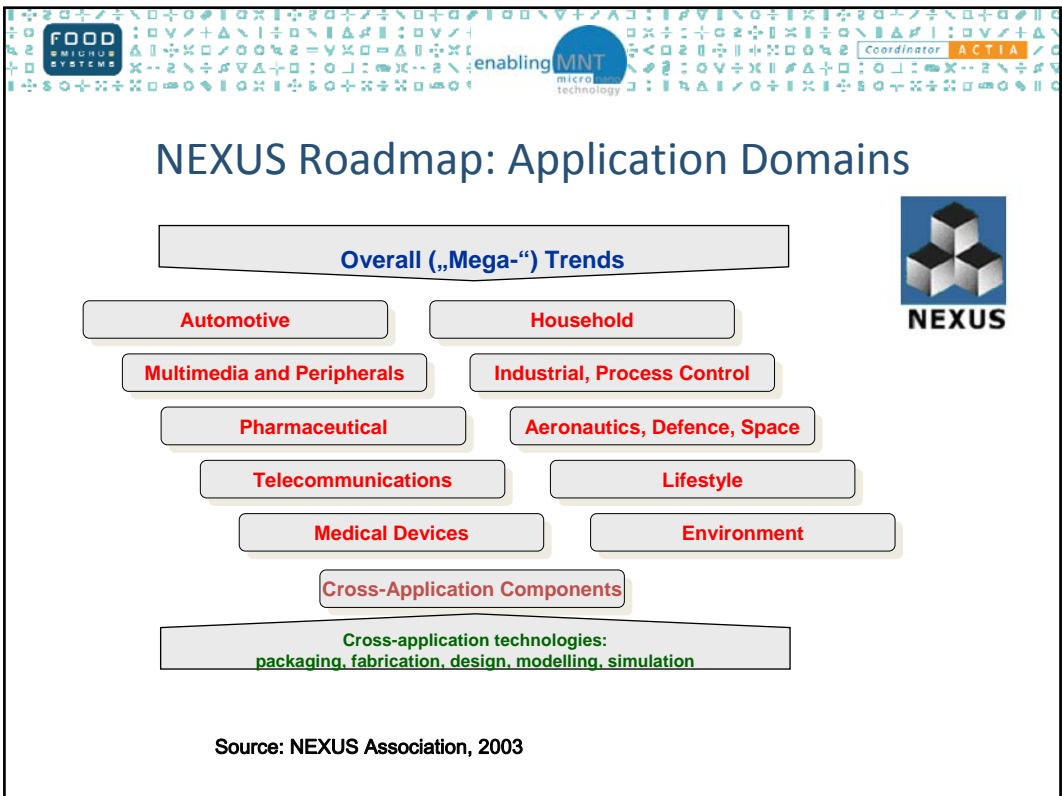 FOOD
MICRO
SYSTEMS
enabling MNT
micro nano
technology
Coordinator ACTIA
NEXUS Roadmap: Application Domains
NEXUS
Overall („Mega-“) Trends
Automotive
Household
Multimedia and Peripherals
Industrial, Process Control
Pharmaceutical
Aeronautics, Defence, Space
Telecommunications
Lifestyle
Medical Devices
Environment
Cross-Application Components
Cross-application technologies:
packaging, fabrication, design, modelling, simulation
Source: NEXUS Association, 2003